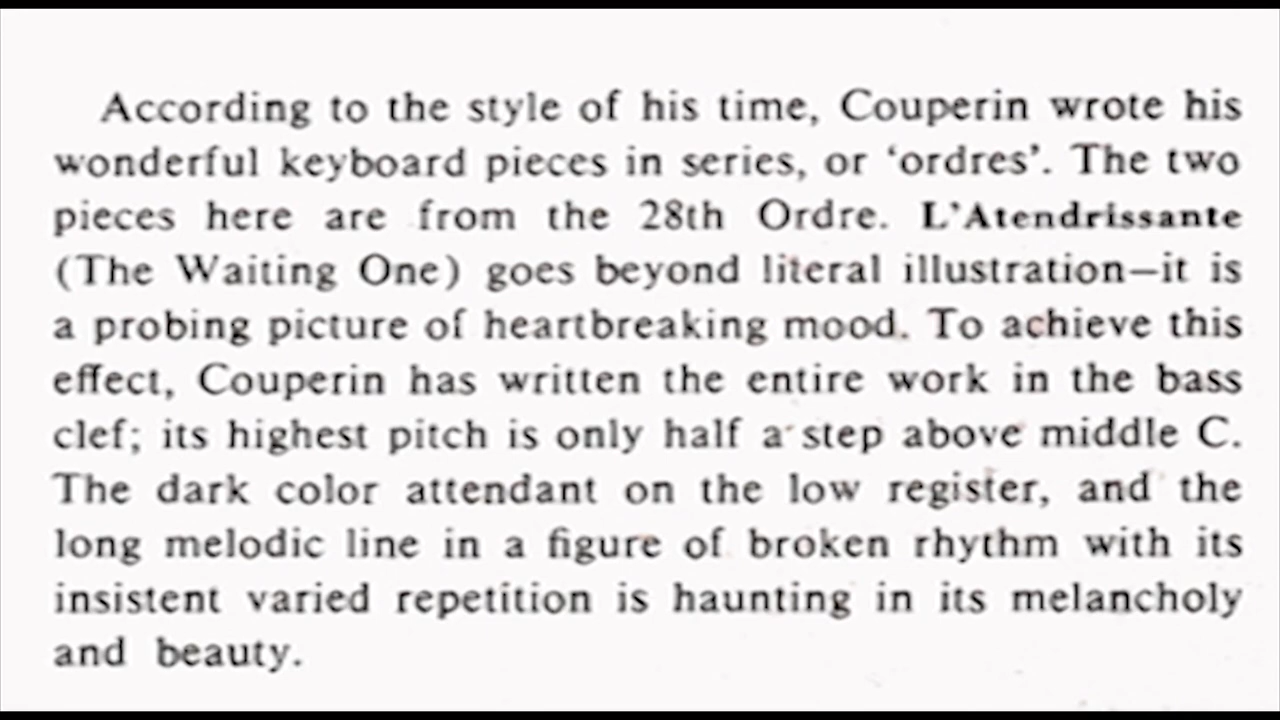 According to the style of his time, Couperin wrote his
wonderful keyboard pieces in series, or ‘ordres’. The two
pieces here are from the 28th Ordre. L’Atendrissante
(The Waiting One) goes beyond literal illustration—it is
a probing picture of heartbreaking mood. To achieve this
effect, Couperin has written the entire work in the bass
clef; its highest pitch is only half a step above middle C.
The dark color attendant on the low register, and the
long melodic line in a figure of broken rhythm with its
insistent varied repetition is haunting in its melancholy
and beauty.